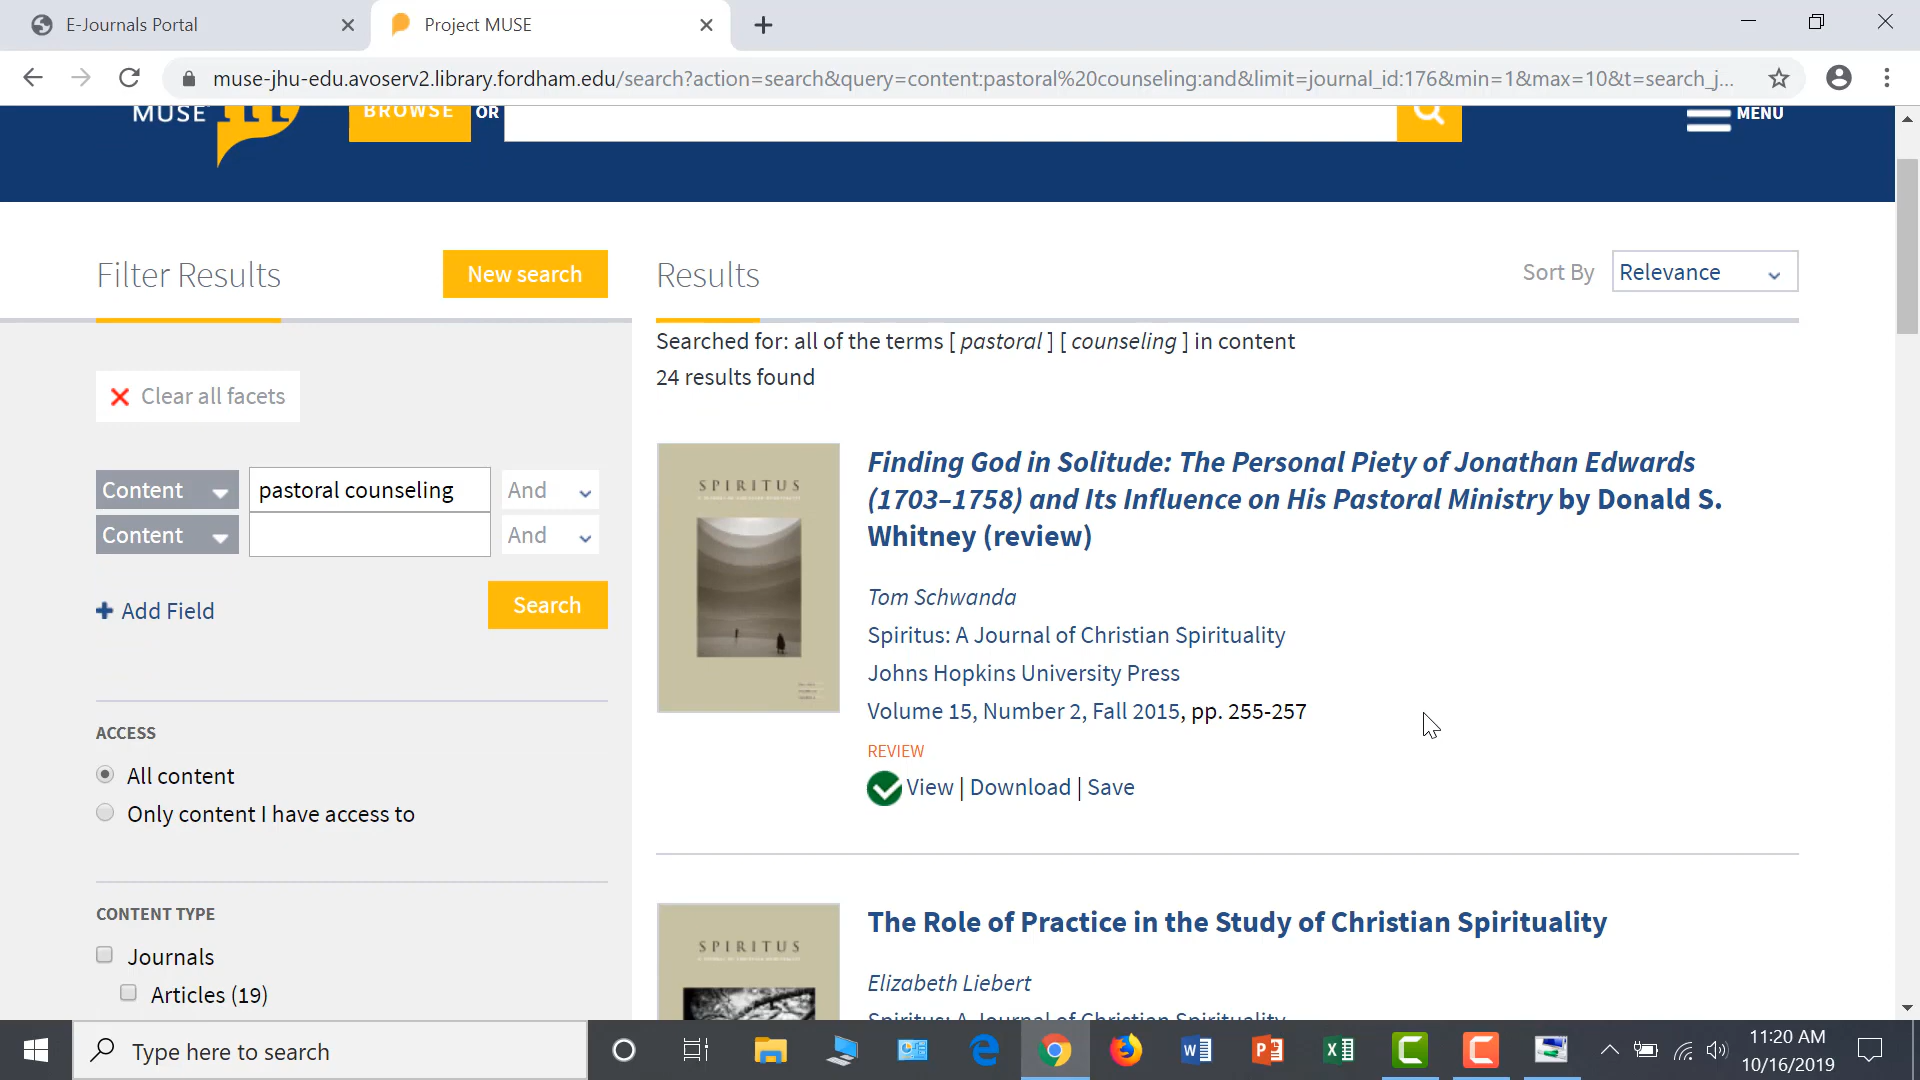 E-Journals Portal
Project MUSE
muse-jhu-edu.avoserv2.library.fordham.edu/search?action=search&query=content:pastoral%20counseling:and&limit=journal_id:176&min=1&max=10&t=search_j...
MUSE
BROWSE
OR
MENU
Filter Results
New search
Results
Sort By
Relevance
Searched for: all of the terms [ pastoral ] [ counseling ] in content
24 results found
Clear all facets
Content
pastoral counseling
And
Content
And
Add Field
Search
ACCESS
All content
Only content I have access to
CONTENT TYPE
Journals
Articles (19)
SPIRITUS
Finding God in Solitude: The Personal Piety of Jonathan Edwards
(1703–1758) and Its Influence on His Pastoral Ministry by Donald S.
Whitney (review)
Tom Schwanda
Spiritus: A Journal of Christian Spirituality
Johns Hopkins University Press
Volume 15, Number 2, Fall 2015, pp. 255-257
REVIEW
View | Download | Save
SPIRITUS
The Role of Practice in the Study of Christian Spirituality
Elizabeth Liebert
Spiritus: A Journal of Christian Spirituality
Type here to search
11:20 AM
10/16/2019